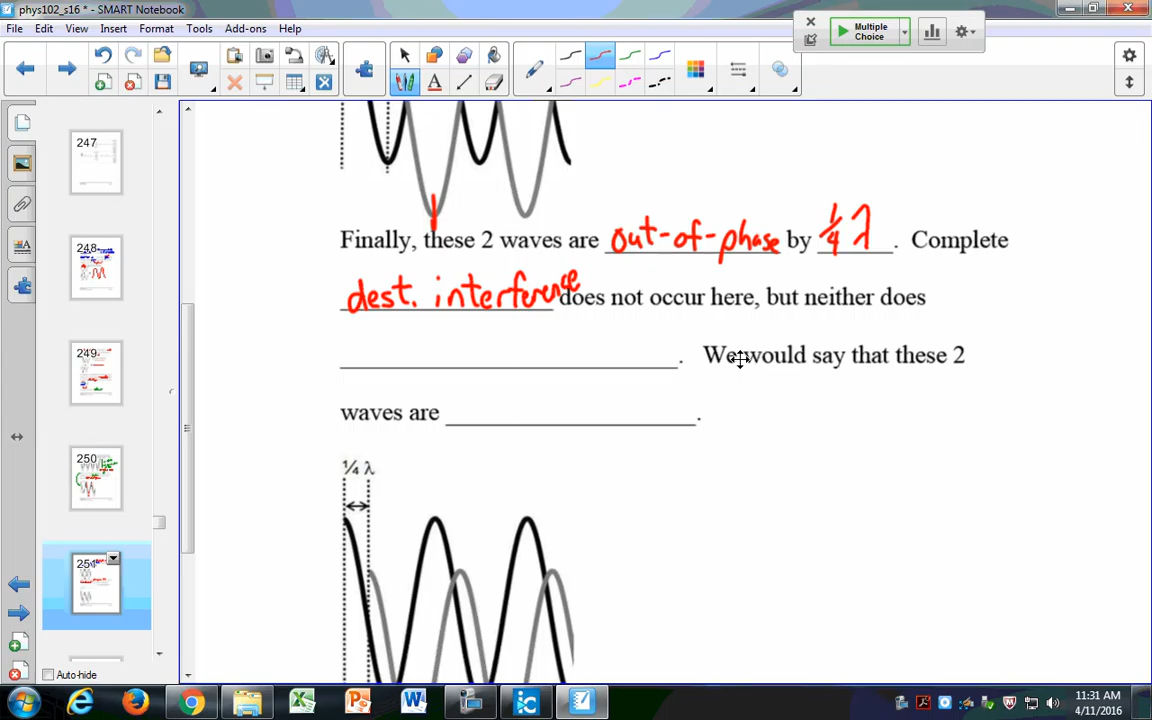 phys102_s16 * - SMART Notebook
File Edit View Insert Format Tools Add-ons Help
Multiple
Choice
247
248
249
250
251
Finally, these 2 waves are out-of-phase by 1/4 λ. Complete
dest. interference does not occur here, but neither does
____________. We would say that these 2
waves are ____________.
¼ λ
Auto-hide
11:31 AM
4/11/2016